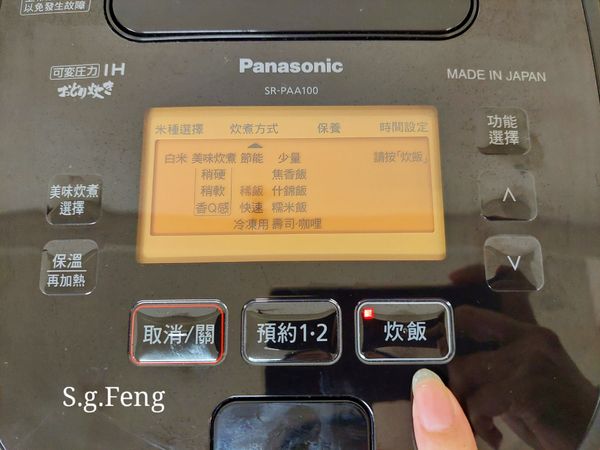 以免發生故障
可變壓力 IH
おどり炊き
Panasonic
SR-PAA100
MADE IN JAPAN
米種選擇 炊煮方式 保養 時間設定
白米 美味炊煮 節能 少量 請按「炊飯」
稍硬 焦香飯
稍軟 稀飯 什錦飯
香Q感 快速 糯米飯
冷凍用 壽司·咖哩
功能
選擇
美味炊煮
選擇
保溫
再加熱
取消/關
預約1·2
炊飯
S.g.Feng